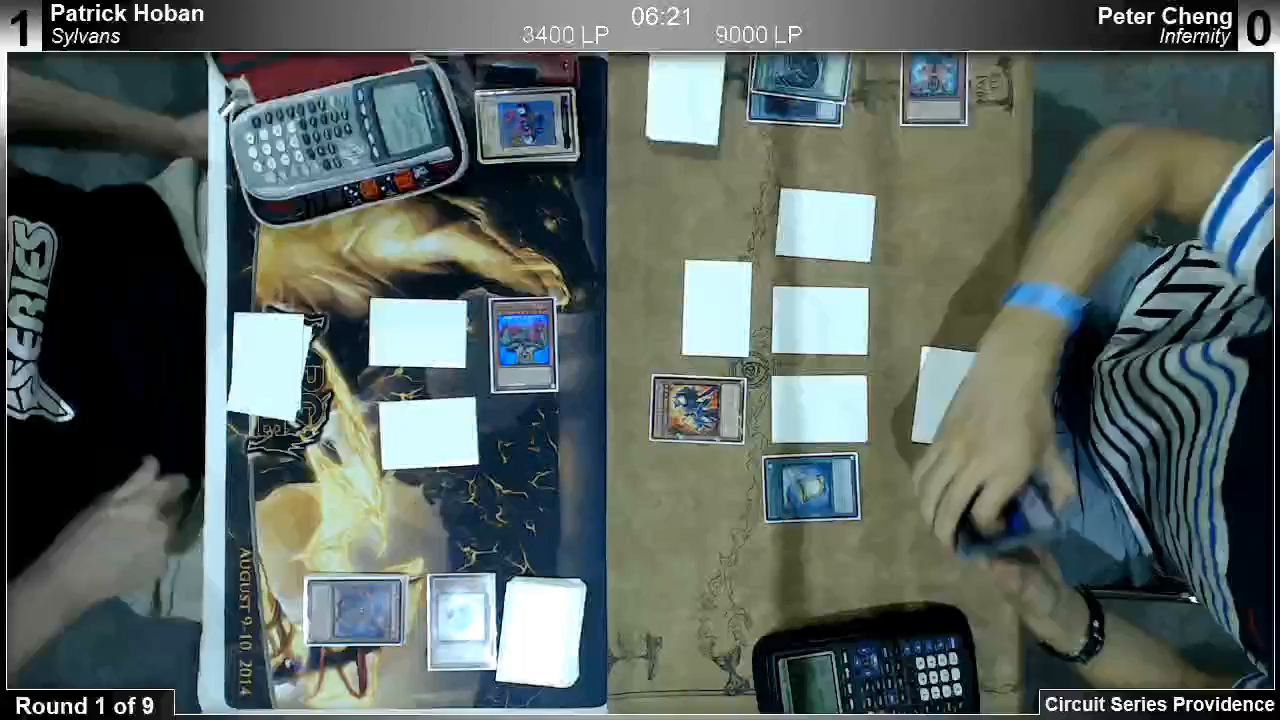 1
Patrick Hoban
Sylvans
3400 LP
06:21
9000 LP
Peter Cheng
Infernity
0
SERIES
AUGUST 9-10, 2014
Round 1 of 9
Circuit Series Providence